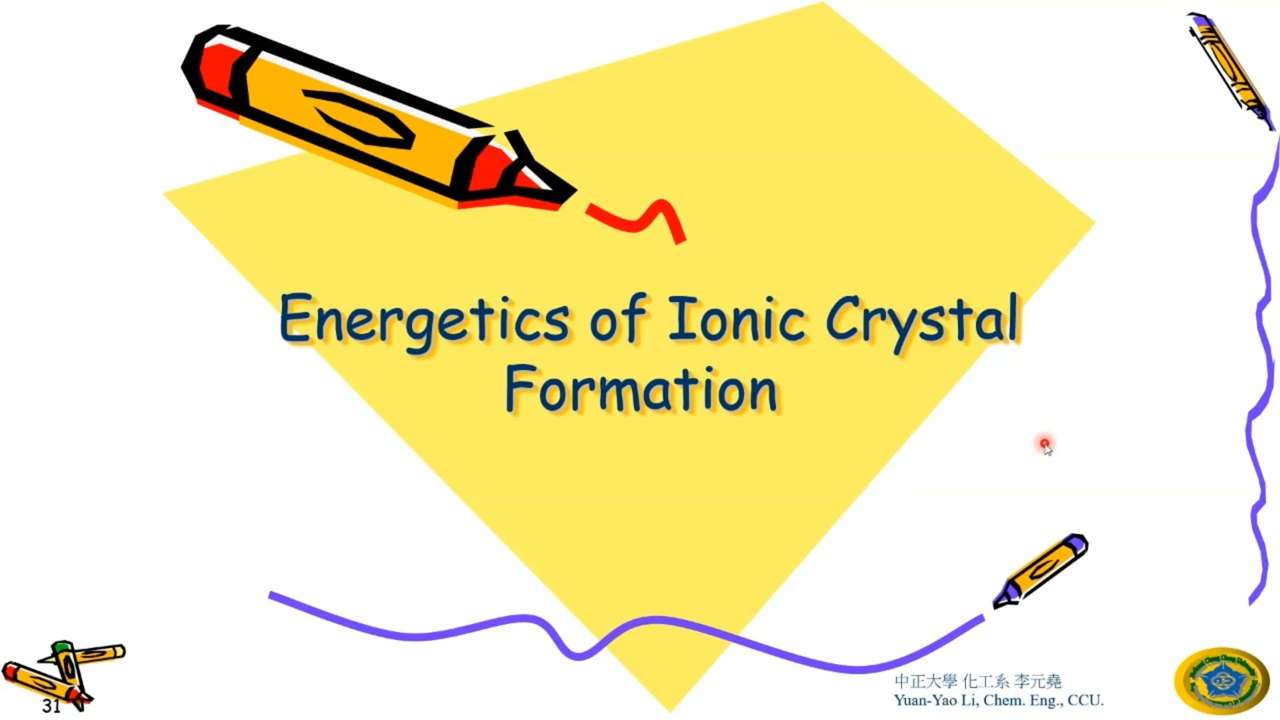 Energetics of Ionic Crystal
Formation
中正大學 化工系 李元堯
Yuan-Yao Li, Chem. Eng., CCU.
31